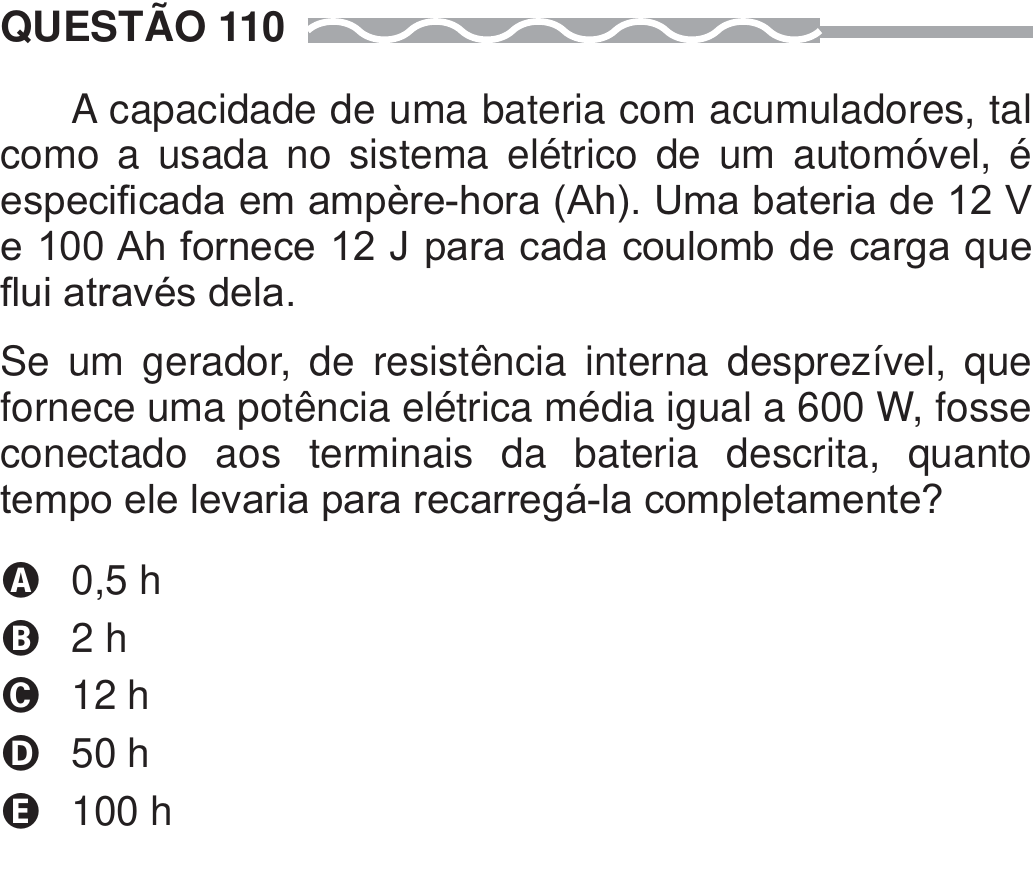 QUESTÃO 110
A capacidade de uma bateria com acumuladores, tal
como a usada no sistema elétrico de um automóvel, é
especificada em ampère-hora (Ah). Uma bateria de 12 V
e 100 Ah fornece 12 J para cada coulomb de carga que
flui através dela.
Se um gerador, de resistência interna desprezível, que
fornece uma potência elétrica média igual a 600 W, fosse
conectado aos terminais da bateria descrita, quanto
tempo ele levaria para recarregá-la completamente?
A 0,5 h
B 2 h
C 12 h
D 50 h
E 100 h